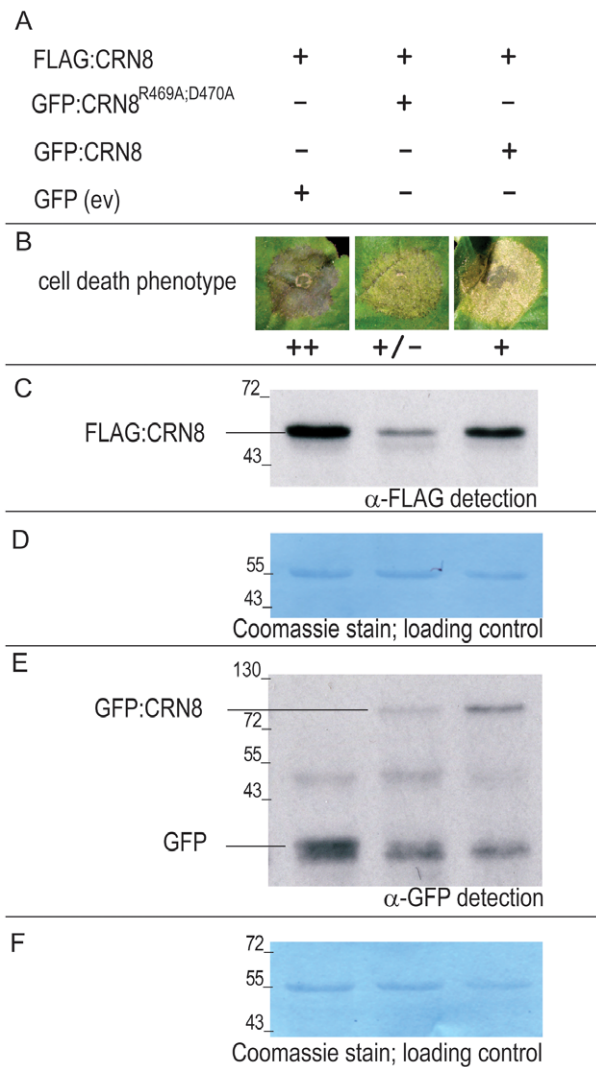 A
FLAG:CRN8 + + +
GFP:CRN8R469A;D470A – + –
GFP:CRN8 – – +
GFP (ev) + – –
B
cell death phenotype
++ +/– +
C
72
FLAG:CRN8
43
α-FLAG detection
D
55
43
Coomassie stain; loading control
E
130
GFP:CRN8
72
55
43
GFP
α-GFP detection
F
72
55
43
Coomassie stain; loading control